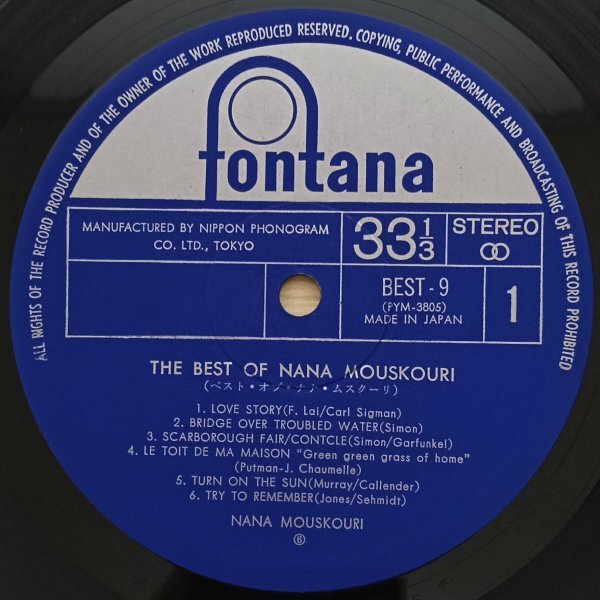 ALL RIGHTS OF THE RECORD PRODUCER AND OF THE OWNER OF THE WORK REPRODUCED RESERVED. COPYING, PUBLIC PERFORMANCE AND BROADCASTING OF THIS RECORD PROHIBITED
fontana
MANUFACTURED BY NIPPON PHONOGRAM
CO. LTD., TOKYO
33 1/3
STEREO
BEST-9
(FYM-3805)
MADE IN JAPAN
1
THE BEST OF NANA MOUSKOURI
(ベスト・オブ・ナナ・ムスクーリ)
1. LOVE STORY(F. Lai/Carl Sigman)
2. BRIDGE OVER TROUBLED WATER(Simon)
3. SCARBOROUGH FAIR/CONTCLE(Simon/Garfunkel)
4. LE TOIT DE MA MAISON “Green green grass of home”
(Putman-J. Chaumelle)
5. TURN ON THE SUN(Murray/Callender)
6. TRY TO REMEMBER(Jones/Sehmidt)
NANA MOUSKOURI
⑥